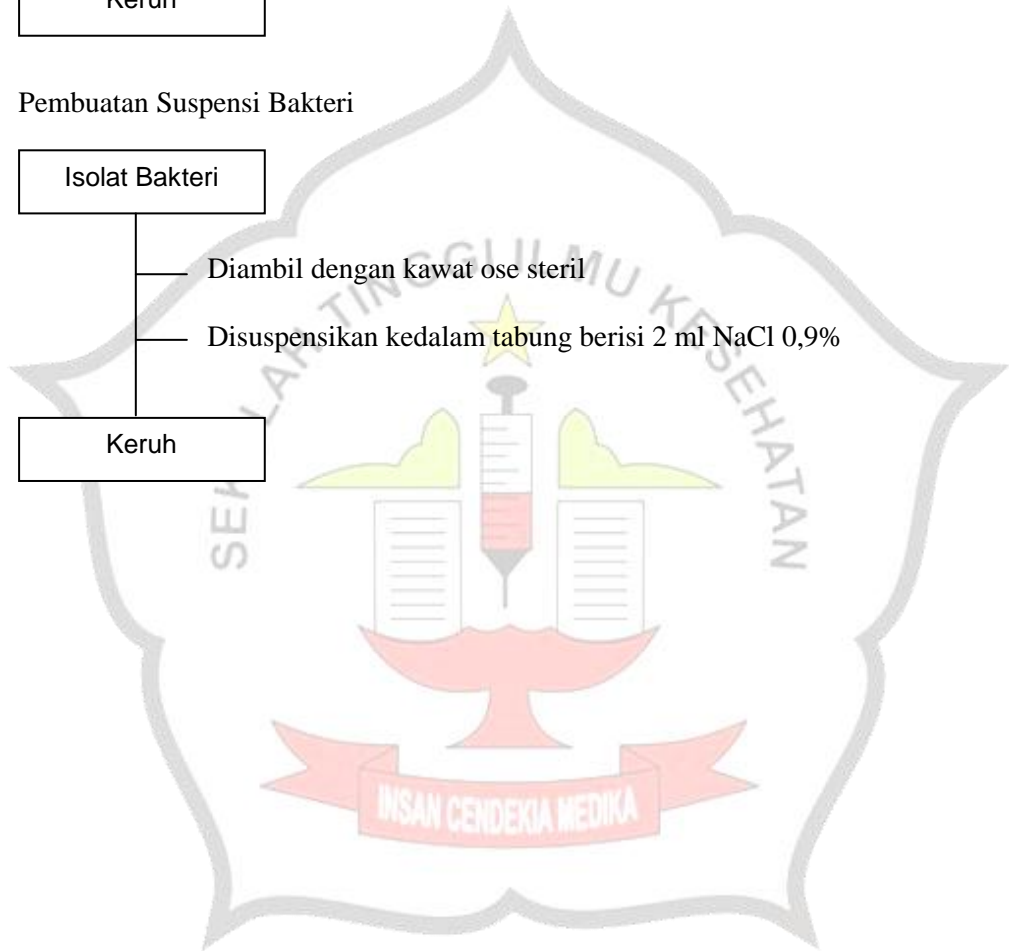 Keruh
Pembuatan Suspensi Bakteri
Isolat Bakteri
Diambil dengan kawat ose steril
Disuspensikan kedalam tabung berisi 2 ml NaCl 0,9%
Keruh
SEKOLAH TINGGI ILMU KESEHATAN
INSAN CENDEKIA MEDIKA